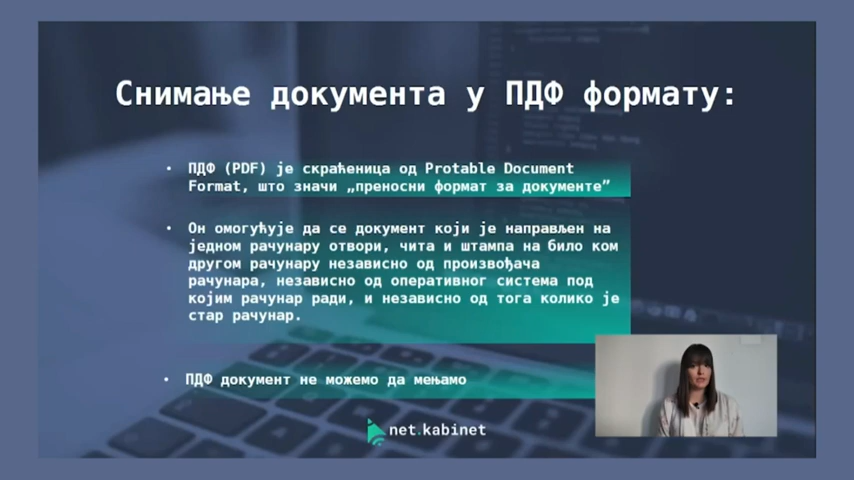 Снимање документа у ПДФ формату:
• ПДФ (PDF) је скраћеница од Protable Document
Format, што значи „преносни формат за документе”
• Он омогућује да се документ који је направљен на
једном рачунару отвори, чита и штампа на било ком
другом рачунару независно од произвођача
рачунара, независно од оперативног система под
којим рачунар ради, и независно од тога колико је
стар рачунар.
• ПДФ документ не можемо да мењамо
net.kabinet